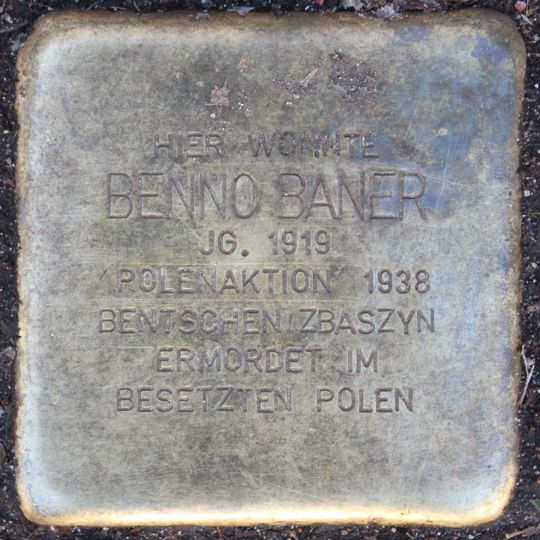 HIER WOHNTE
BENNO BANER
JG. 1919
"POLENAKTION" 1938
BENTSCHEN/ZBASZYN
ERMORDET IM
BESETZTEN POLEN